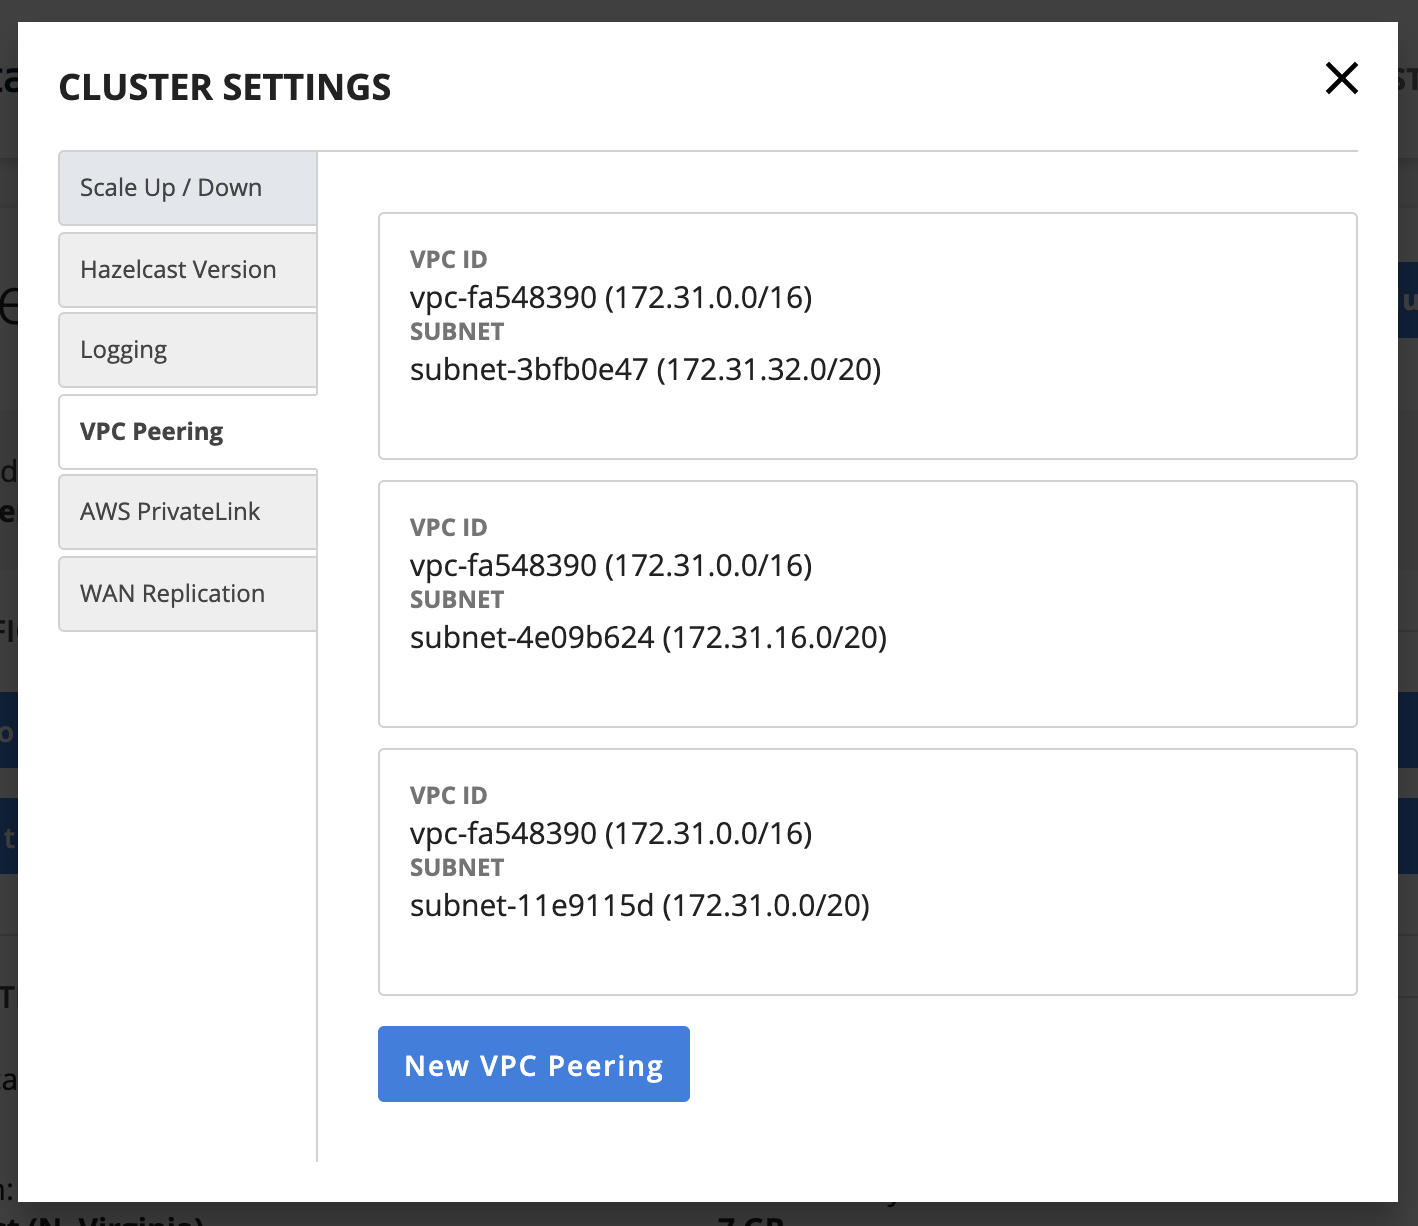 CLUSTER SETTINGS
Scale Up / Down
Hazelcast Version
Logging
VPC Peering
AWS PrivateLink
WAN Replication
VPC ID
vpc-fa548390 (172.31.0.0/16)
SUBNET
subnet-3bfb0e47 (172.31.32.0/20)
VPC ID
vpc-fa548390 (172.31.0.0/16)
SUBNET
subnet-4e09b624 (172.31.16.0/20)
VPC ID
vpc-fa548390 (172.31.0.0/16)
SUBNET
subnet-11e9115d (172.31.0.0/20)
New VPC Peering